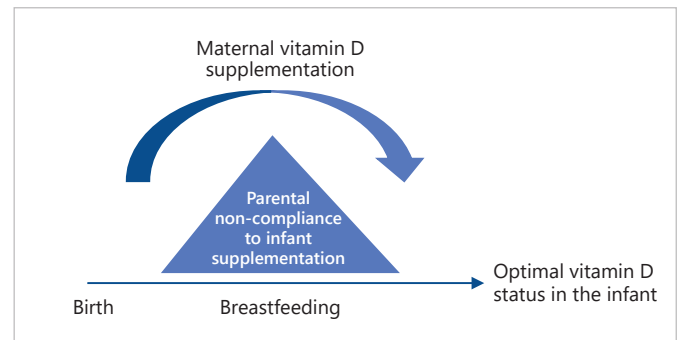 Maternal vitamin D
supplementation
Parental
non-compliance
to infant
supplementation
Optimal vitamin D
status in the infant
Birth
Breastfeeding